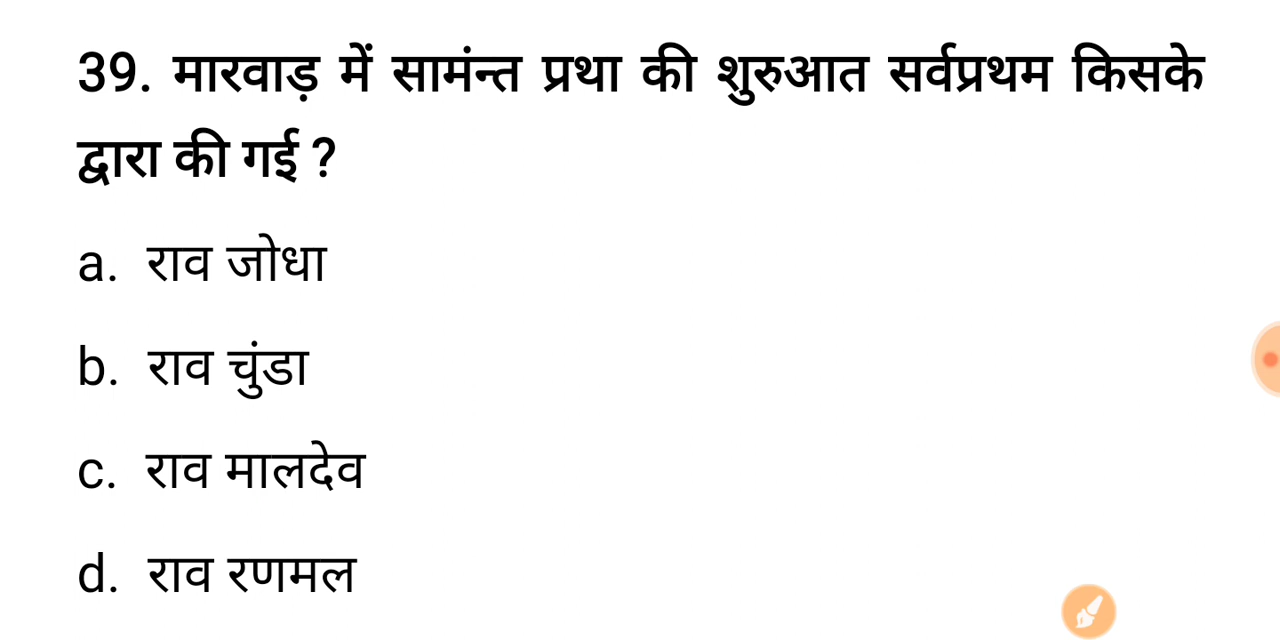 39. मारवाड़ में सामंन्त प्रथा की शुरुआत सर्वप्रथम किसके
द्वारा की गई ?
a. राव जोधा
b. राव चुंडा
c. राव मालदेव
d. राव रणमल